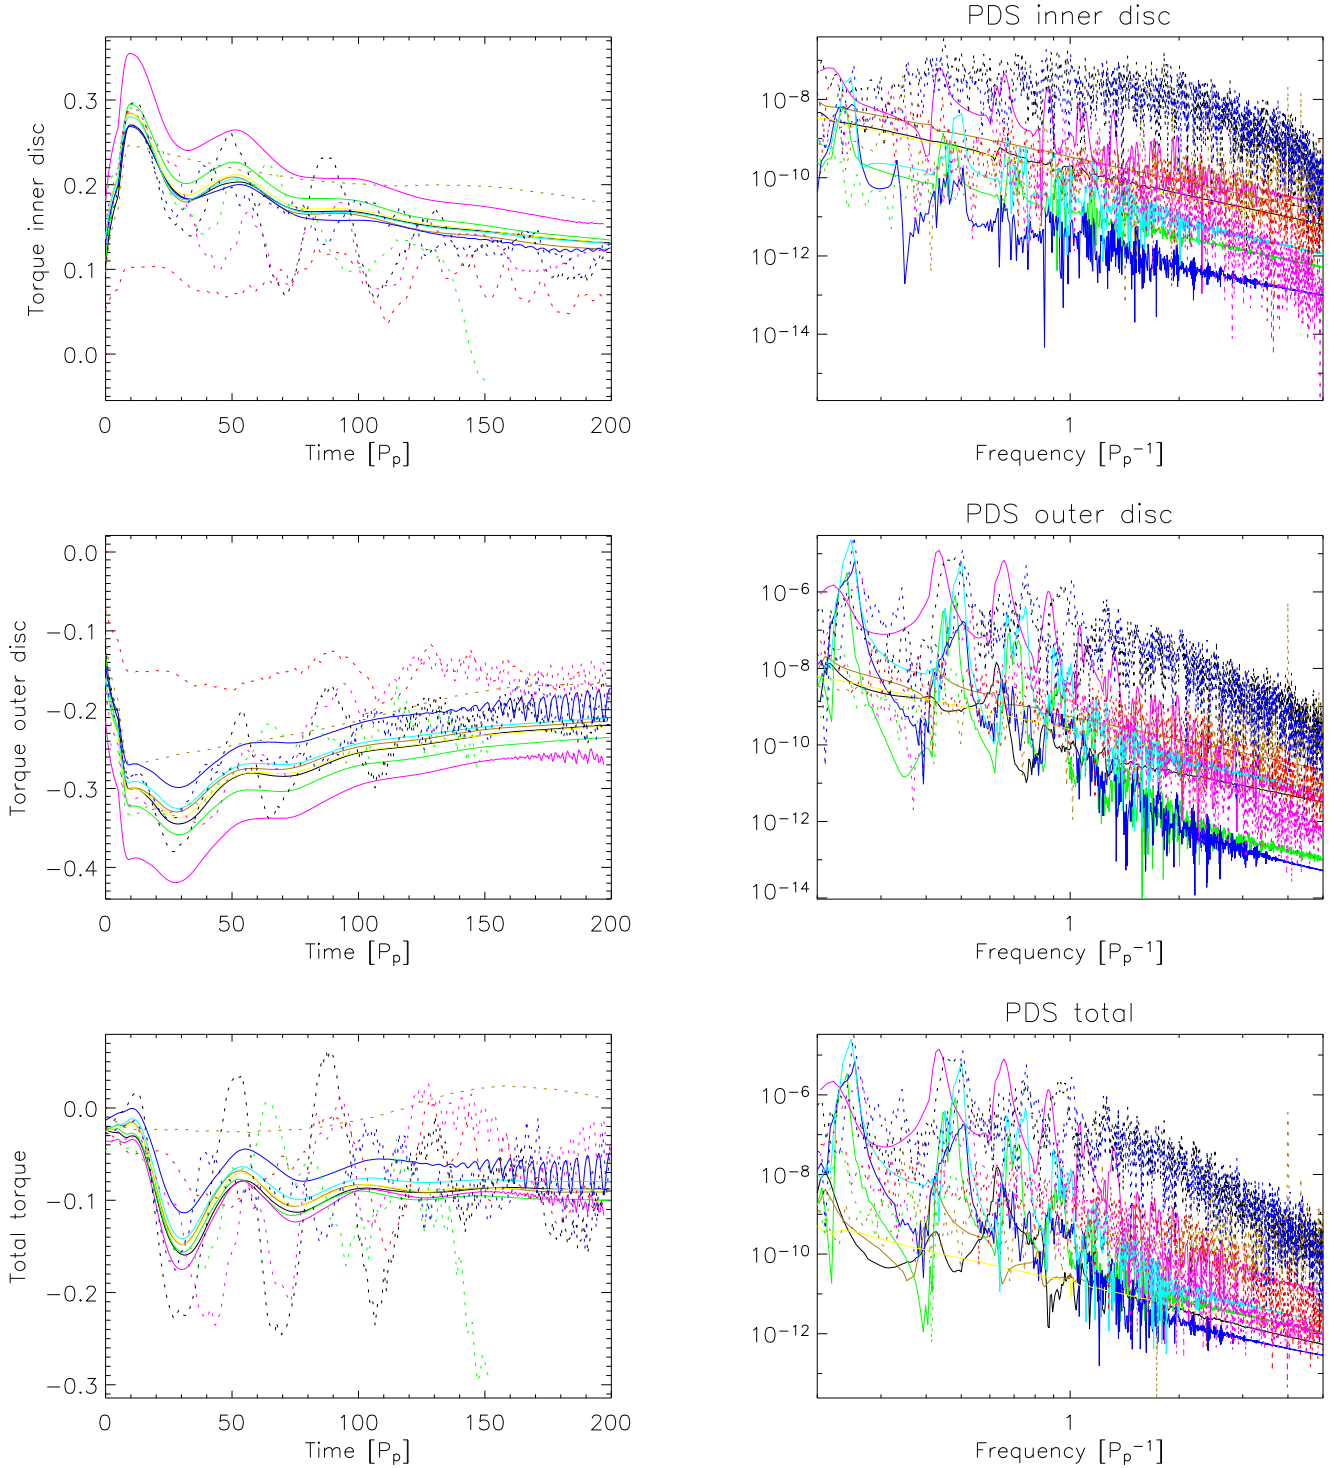 PDS inner disc
Torque inner disc
0.3
0.2
0.1
0.0
0 50 100 150 200
Time [Pp]
10⁻⁸
10⁻¹⁰
10⁻¹²
10⁻¹⁴
1
Frequency [Pp⁻¹]
PDS outer disc
Torque outer disc
0.0
−0.1
−0.2
−0.3
−0.4
0 50 100 150 200
Time [Pp]
10⁻⁶
10⁻⁸
10⁻¹⁰
10⁻¹²
10⁻¹⁴
1
Frequency [Pp⁻¹]
PDS total
Total torque
0.0
−0.1
−0.2
−0.3
0 50 100 150 200
Time [Pp]
10⁻⁶
10⁻⁸
10⁻¹⁰
10⁻¹²
1
Frequency [Pp⁻¹]